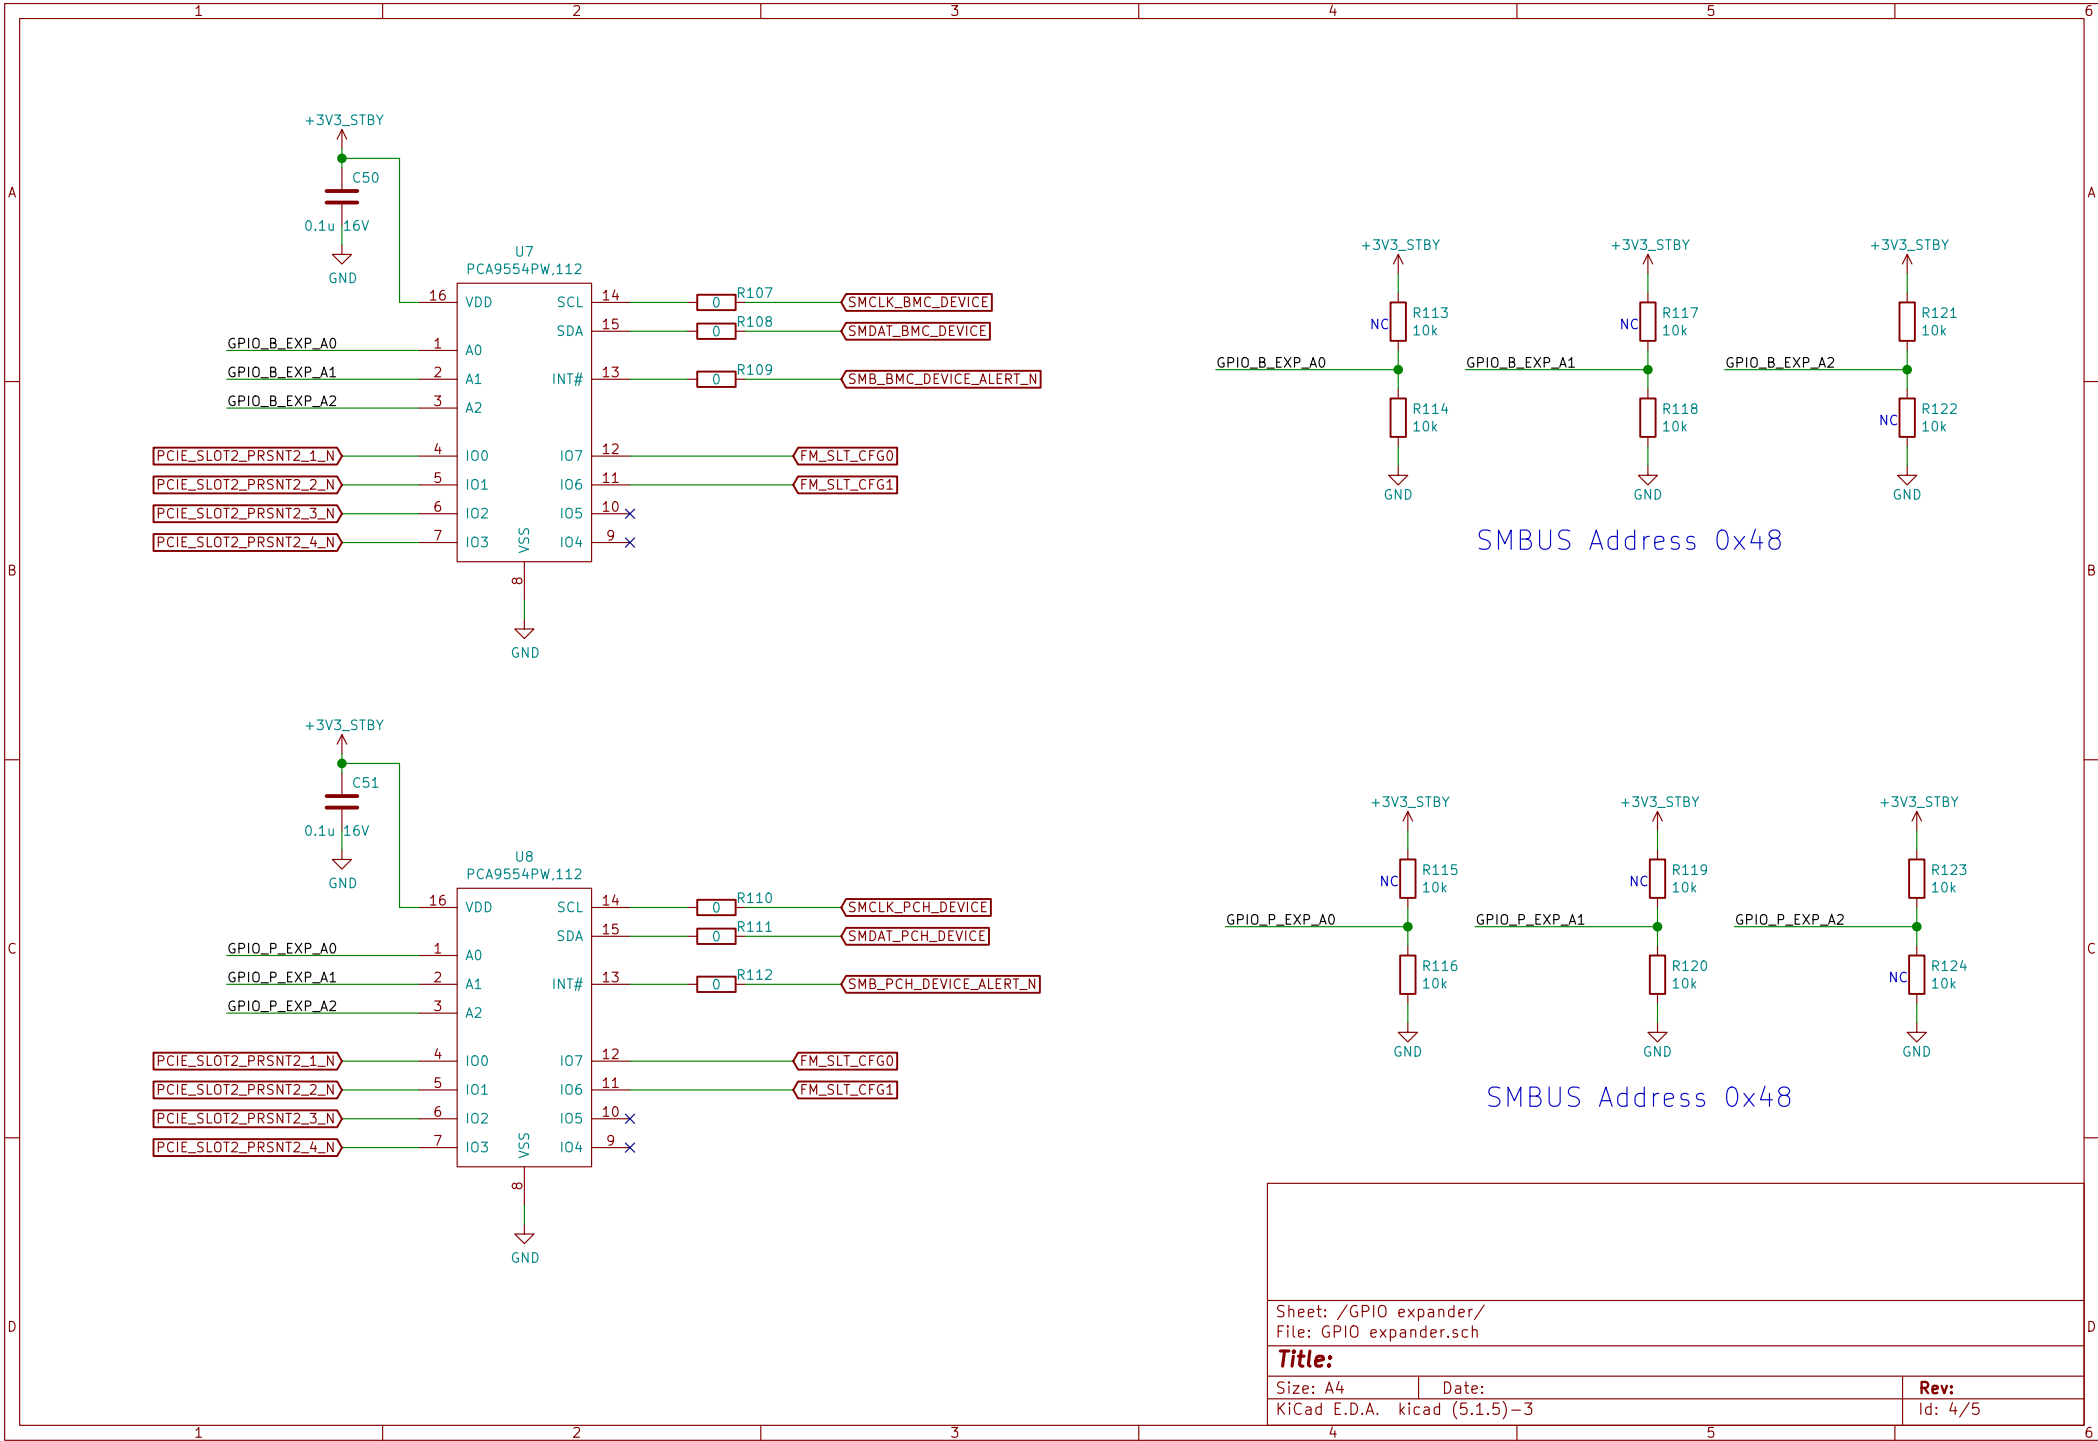 1 2 3 4 5 6
A
B
C
D
A
B
C
D
+3V3_STBY
C50
0.1u 16V
GND
U7
PCA9554PW,112
16 VDD SCL 14 0 R107 SMCLK_BMC_DEVICE
SDA 15 0 R108 SMDAT_BMC_DEVICE
GPIO_B_EXP_A0 1 A0
GPIO_B_EXP_A1 2 A1 INT# 13 0 R109 SMB_BMC_DEVICE_ALERT_N
GPIO_B_EXP_A2 3 A2
PCIE_SLOT2_PRSNT2_1_N 4 IO0 IO7 12 FM_SLT_CFG0
PCIE_SLOT2_PRSNT2_2_N 5 IO1 IO6 11 FM_SLT_CFG1
PCIE_SLOT2_PRSNT2_3_N 6 IO2 IO5 10
PCIE_SLOT2_PRSNT2_4_N 7 IO3 VSS IO4 9
8
GND
+3V3_STBY +3V3_STBY +3V3_STBY
NC R113 10k NC R117 10k R121 10k
GPIO_B_EXP_A0 GPIO_B_EXP_A1 GPIO_B_EXP_A2
R114 10k R118 10k NC R122 10k
GND GND GND
SMBUS Address 0x48
+3V3_STBY
C51
0.1u 16V
GND
U8
PCA9554PW,112
16 VDD SCL 14 0 R110 SMCLK_PCH_DEVICE
SDA 15 0 R111 SMDAT_PCH_DEVICE
GPIO_P_EXP_A0 1 A0
GPIO_P_EXP_A1 2 A1 INT# 13 0 R112 SMB_PCH_DEVICE_ALERT_N
GPIO_P_EXP_A2 3 A2
PCIE_SLOT2_PRSNT2_1_N 4 IO0 IO7 12 FM_SLT_CFG0
PCIE_SLOT2_PRSNT2_2_N 5 IO1 IO6 11 FM_SLT_CFG1
PCIE_SLOT2_PRSNT2_3_N 6 IO2 IO5 10
PCIE_SLOT2_PRSNT2_4_N 7 IO3 VSS IO4 9
8
GND
+3V3_STBY +3V3_STBY +3V3_STBY
NC R115 10k NC R119 10k R123 10k
GPIO_P_EXP_A0 GPIO_P_EXP_A1 GPIO_P_EXP_A2
R116 10k R120 10k NC R124 10k
GND GND GND
SMBUS Address 0x48
Sheet: /GPIO expander/
File: GPIO expander.sch
Title:
Size: A4 Date: Rev:
KiCad E.D.A. kicad (5.1.5)-3 Id: 4/5
1 2 3 4 5 6